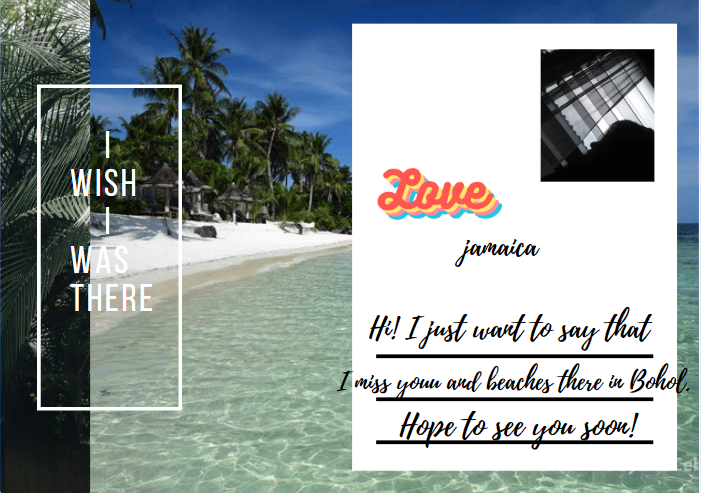 I
WISH
I
WAS
THERE
Love
jamaica
Hi! I just want to say that
I miss youu and beaches there in Bohol.
Hope to see you soon!